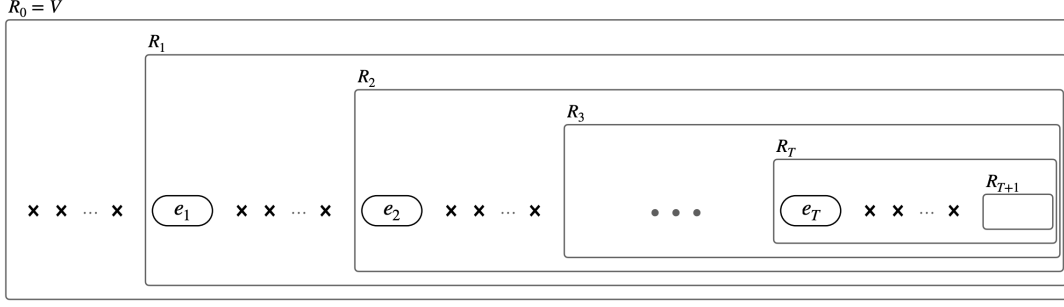 R₀ = V
R₁
R₂
R₃
R_T
R_{T+1}
× × ... × e₁ × × ... × e₂ × × ... × • • • e_T × × ... ×